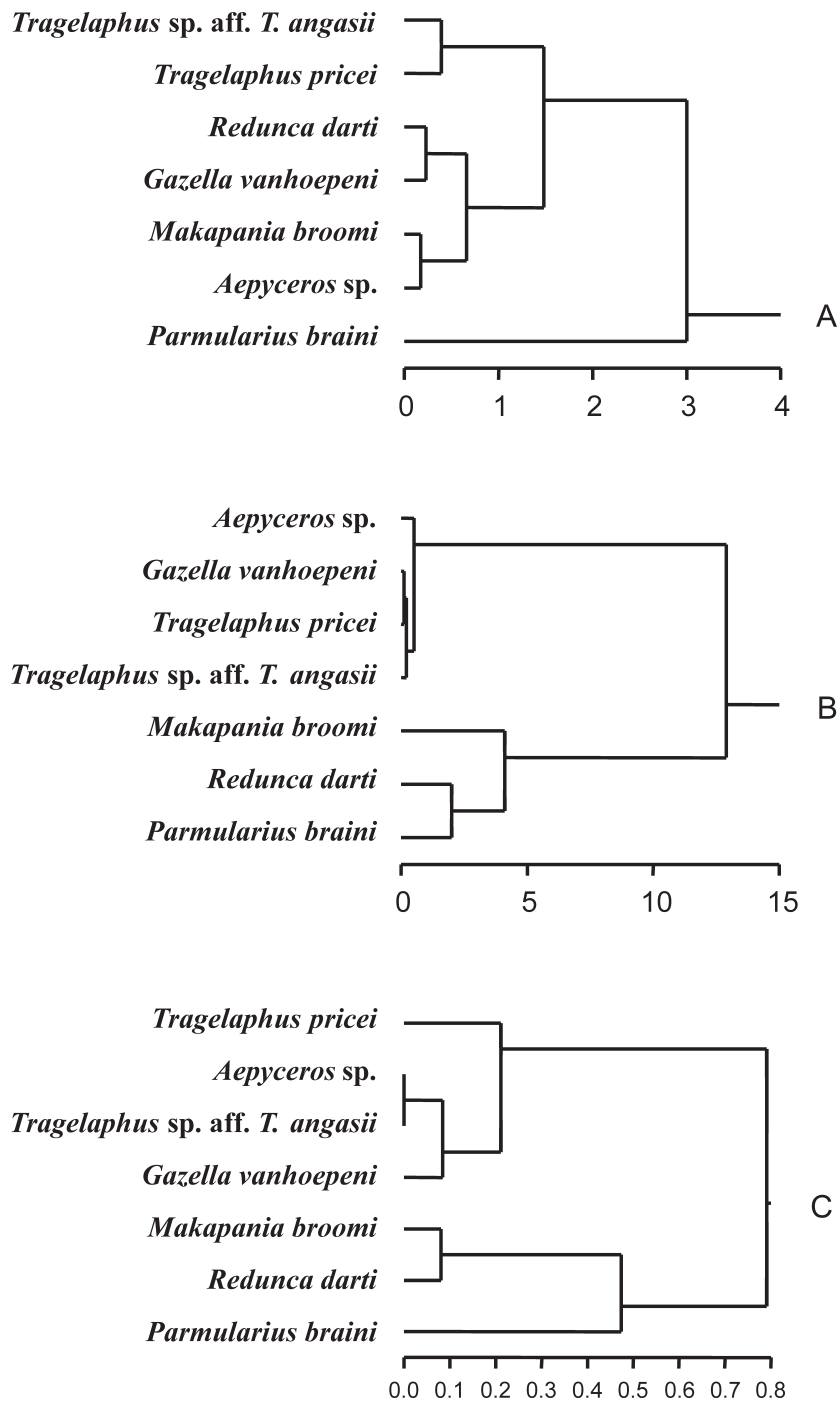 Tragelaphus sp. aff. T. angasii
Tragelaphus pricei
Redunca darti
Gazella vanhoepeni
Makapania broomi
Aepyceros sp.
Parmularius braini
A
0 1 2 3 4
Aepyceros sp.
Gazella vanhoepeni
Tragelaphus pricei
Tragelaphus sp. aff. T. angasii
Makapania broomi
Redunca darti
Parmularius braini
B
0 5 10 15
Tragelaphus pricei
Aepyceros sp.
Tragelaphus sp. aff. T. angasii
Gazella vanhoepeni
Makapania broomi
Redunca darti
Parmularius braini
C
0.0 0.1 0.2 0.3 0.4 0.5 0.6 0.7 0.8